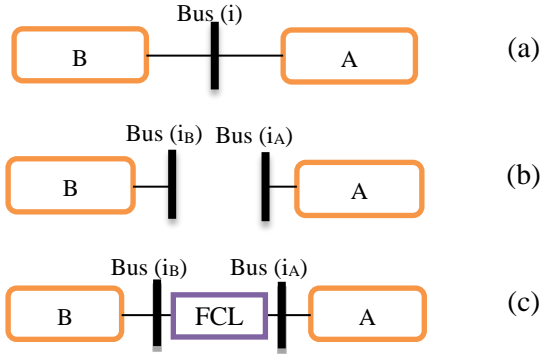 Bus (i)
B A (a)
Bus (iB) Bus (iA)
B A (b)
Bus (iB) Bus (iA)
B FCL A (c)